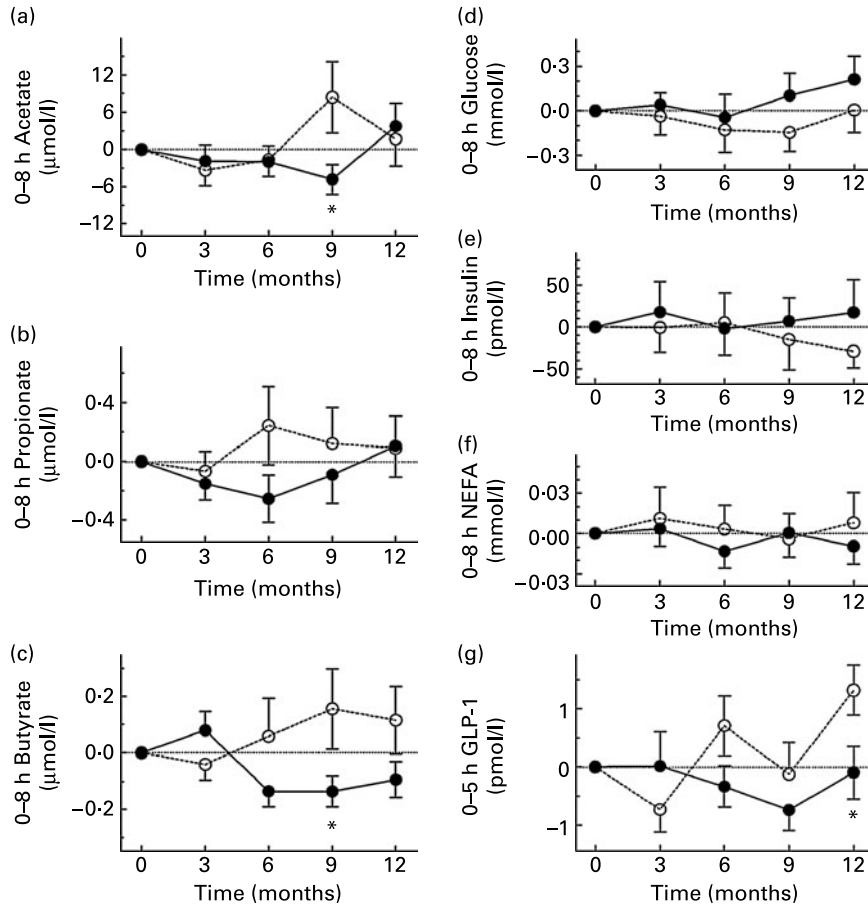 (a)
0–8 h Acetate
(μmol/l)
12
6
0
−6
−12
*
0 3 6 9 12
Time (months)
(b)
0–8 h Propionate
(μmol/l)
0·4
0·0
−0·4
0 3 6 9 12
Time (months)
(c)
0–8 h Butyrate
(μmol/l)
0·2
0·0
−0·2
*
0 3 6 9 12
Time (months)
(d)
0–8 h Glucose
(mmol/l)
0·3
0·0
−0·3
0 3 6 9 12
Time (months)
(e)
0–8 h Insulin
(pmol/l)
50
0
−50
0 3 6 9 12
Time (months)
(f)
0–8 h NEFA
(mmol/l)
0·03
0·00
−0·03
0 3 6 9 12
Time (months)
(g)
0–5 h GLP-1
(pmol/l)
1
0
−1
*
0 3 6 9 12
Time (months)